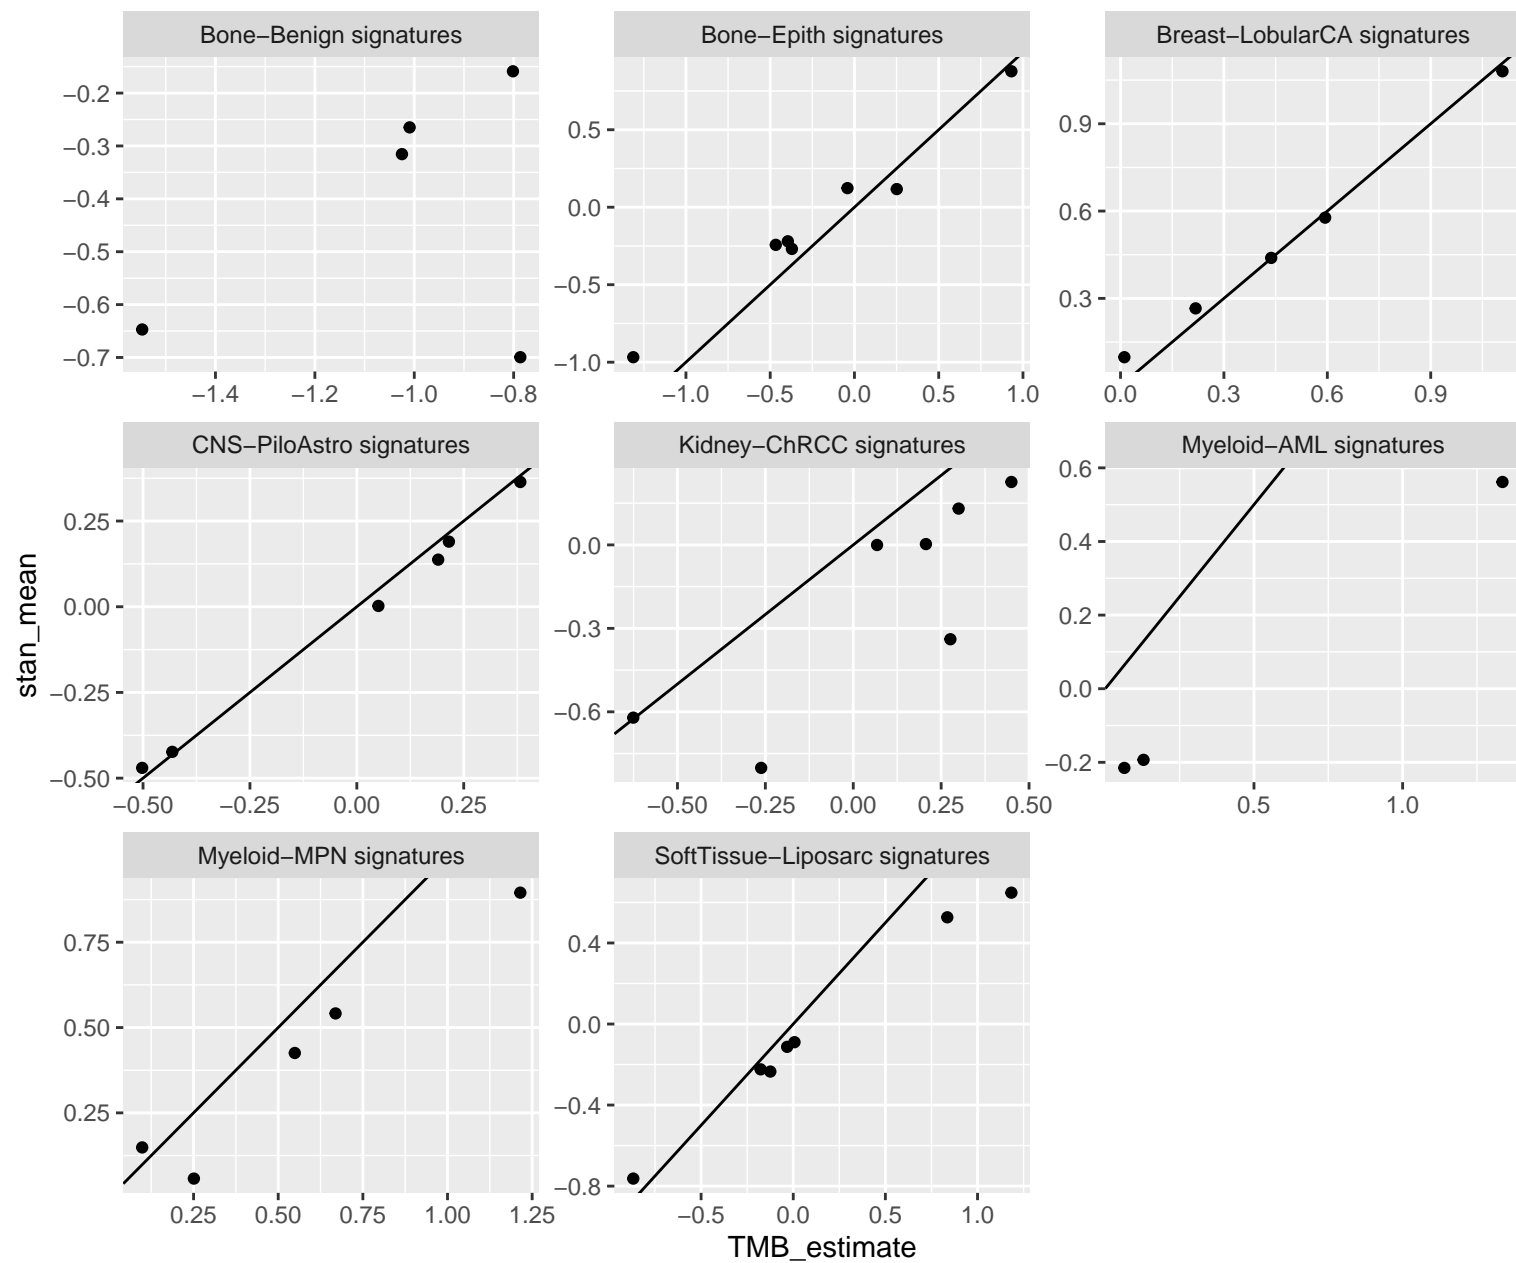 Bone−Benign signatures
Bone−Epith signatures
Breast−LobularCA signatures
−0.2
−0.3
−0.4
−0.5
−0.6
−0.7
0.5
0.0
−0.5
−1.0
0.9
0.6
0.3
−1.4 −1.2 −1.0 −0.8
−1.0 −0.5 0.0 0.5 1.0
0.0 0.3 0.6 0.9
CNS−PiloAstro signatures
Kidney−ChRCC signatures
Myeloid−AML signatures
0.25
0.00
−0.25
−0.50
0.0
−0.3
−0.6
0.6
0.4
0.2
0.0
−0.2
−0.50 −0.25 0.00 0.25
−0.50 −0.25 0.00 0.25 0.50
0.5 1.0
Myeloid−MPN signatures
SoftTissue−Liposarc signatures
0.75
0.50
0.25
0.4
0.0
−0.4
−0.8
0.25 0.50 0.75 1.00 1.25
−0.5 0.0 0.5 1.0
stan_mean
TMB_estimate